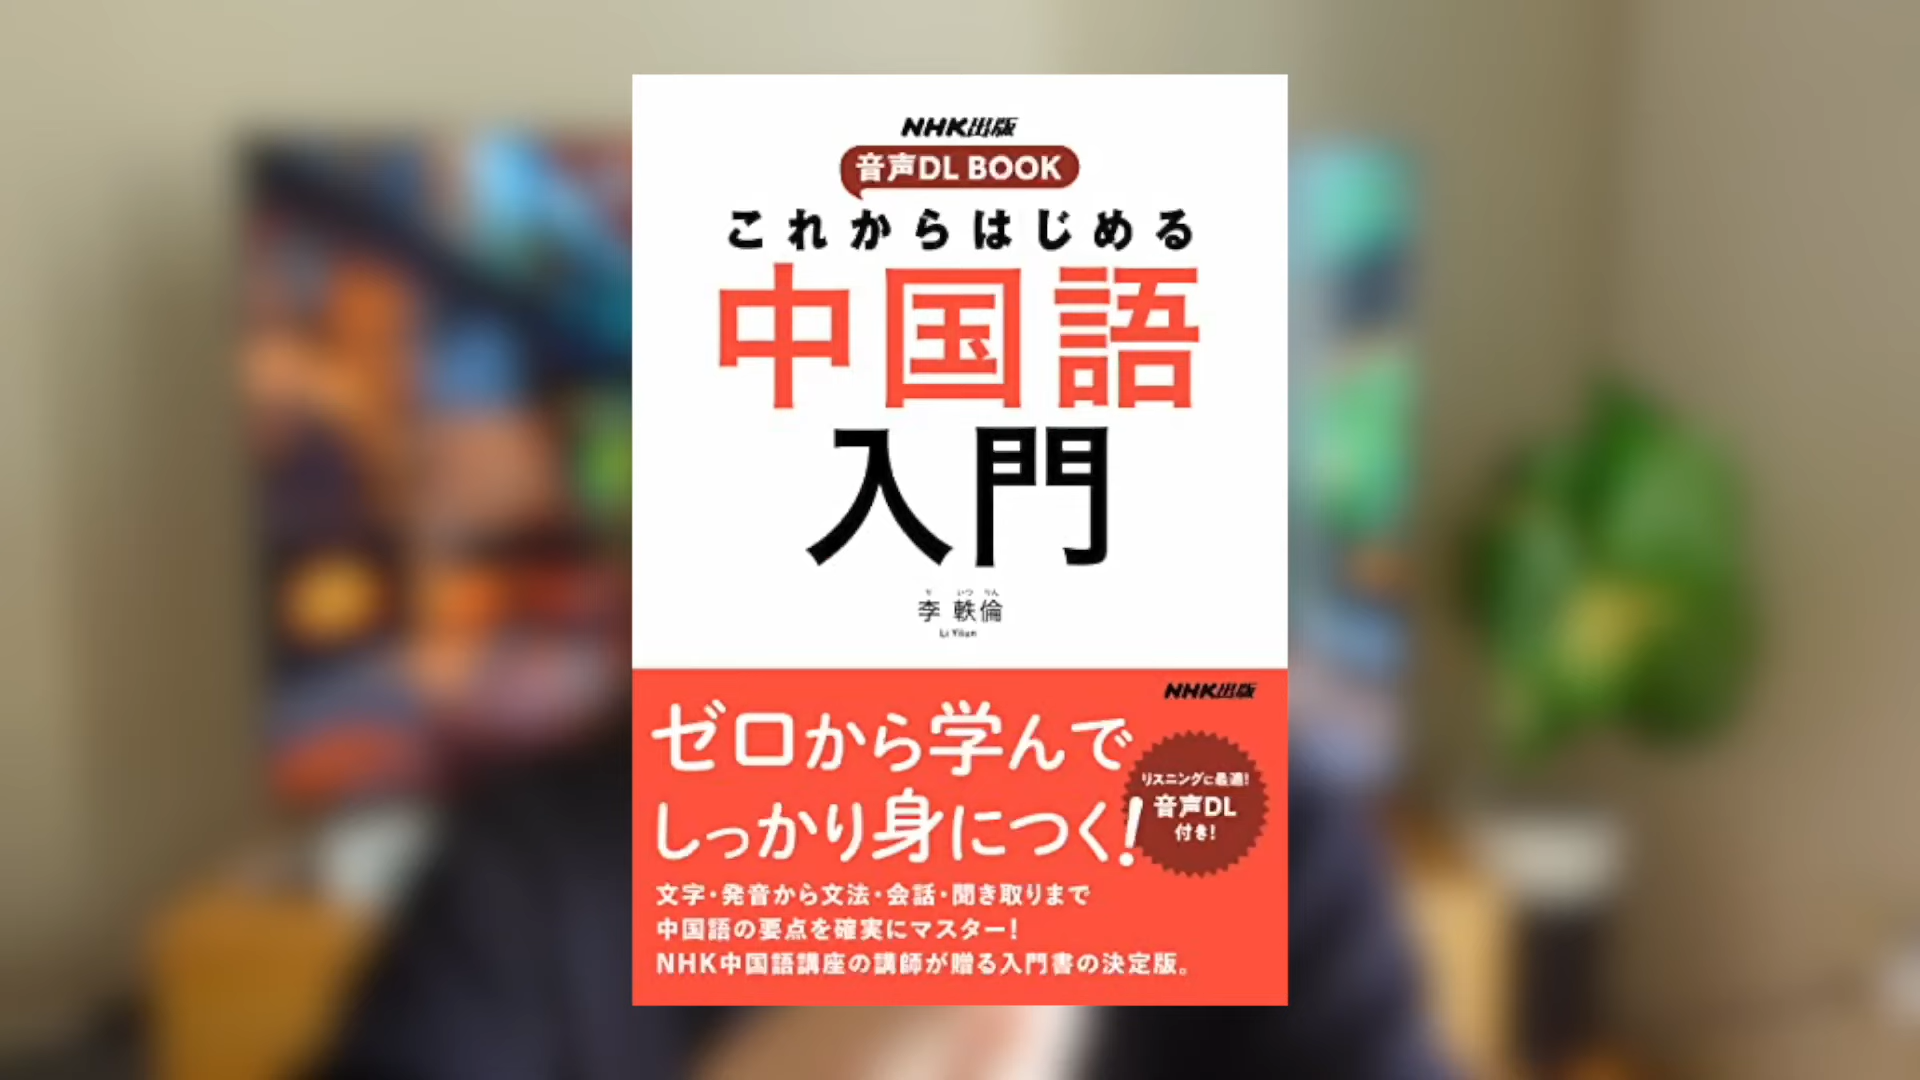 NHK出版
音声DL BOOK
これからはじめる
中国語
入門
り いつ りん
李 軼倫
Li Yilun
NHK出版
ゼロから学んで
しっかり身につく!
リスニングに最適!
音声DL
付き!
文字・発音から文法・会話・聞き取りまで
中国語の要点を確実にマスター!
NHK中国語講座の講師が贈る入門書の決定版。